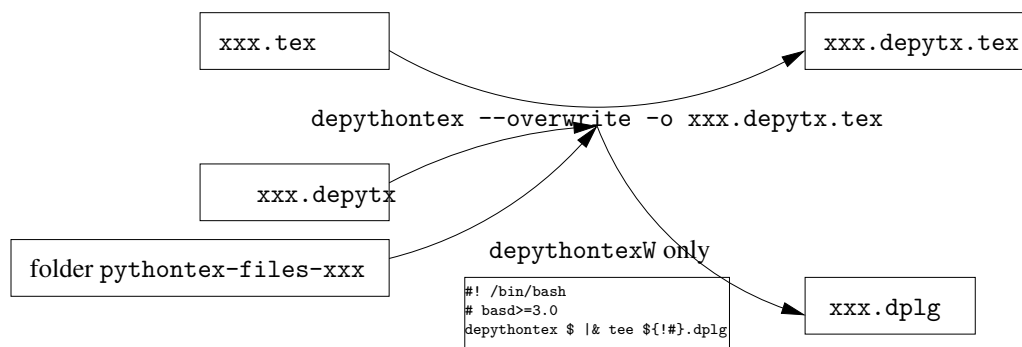 xxx.tex
xxx.depytx.tex
depythontex --overwrite -o xxx.depytx.tex
xxx.depytx
folder pythontex-files-xxx
depythontexW only
#! /bin/bash
# basd>=3.0
depythontex $ |& tee ${!#}.dplg
xxx.dplg